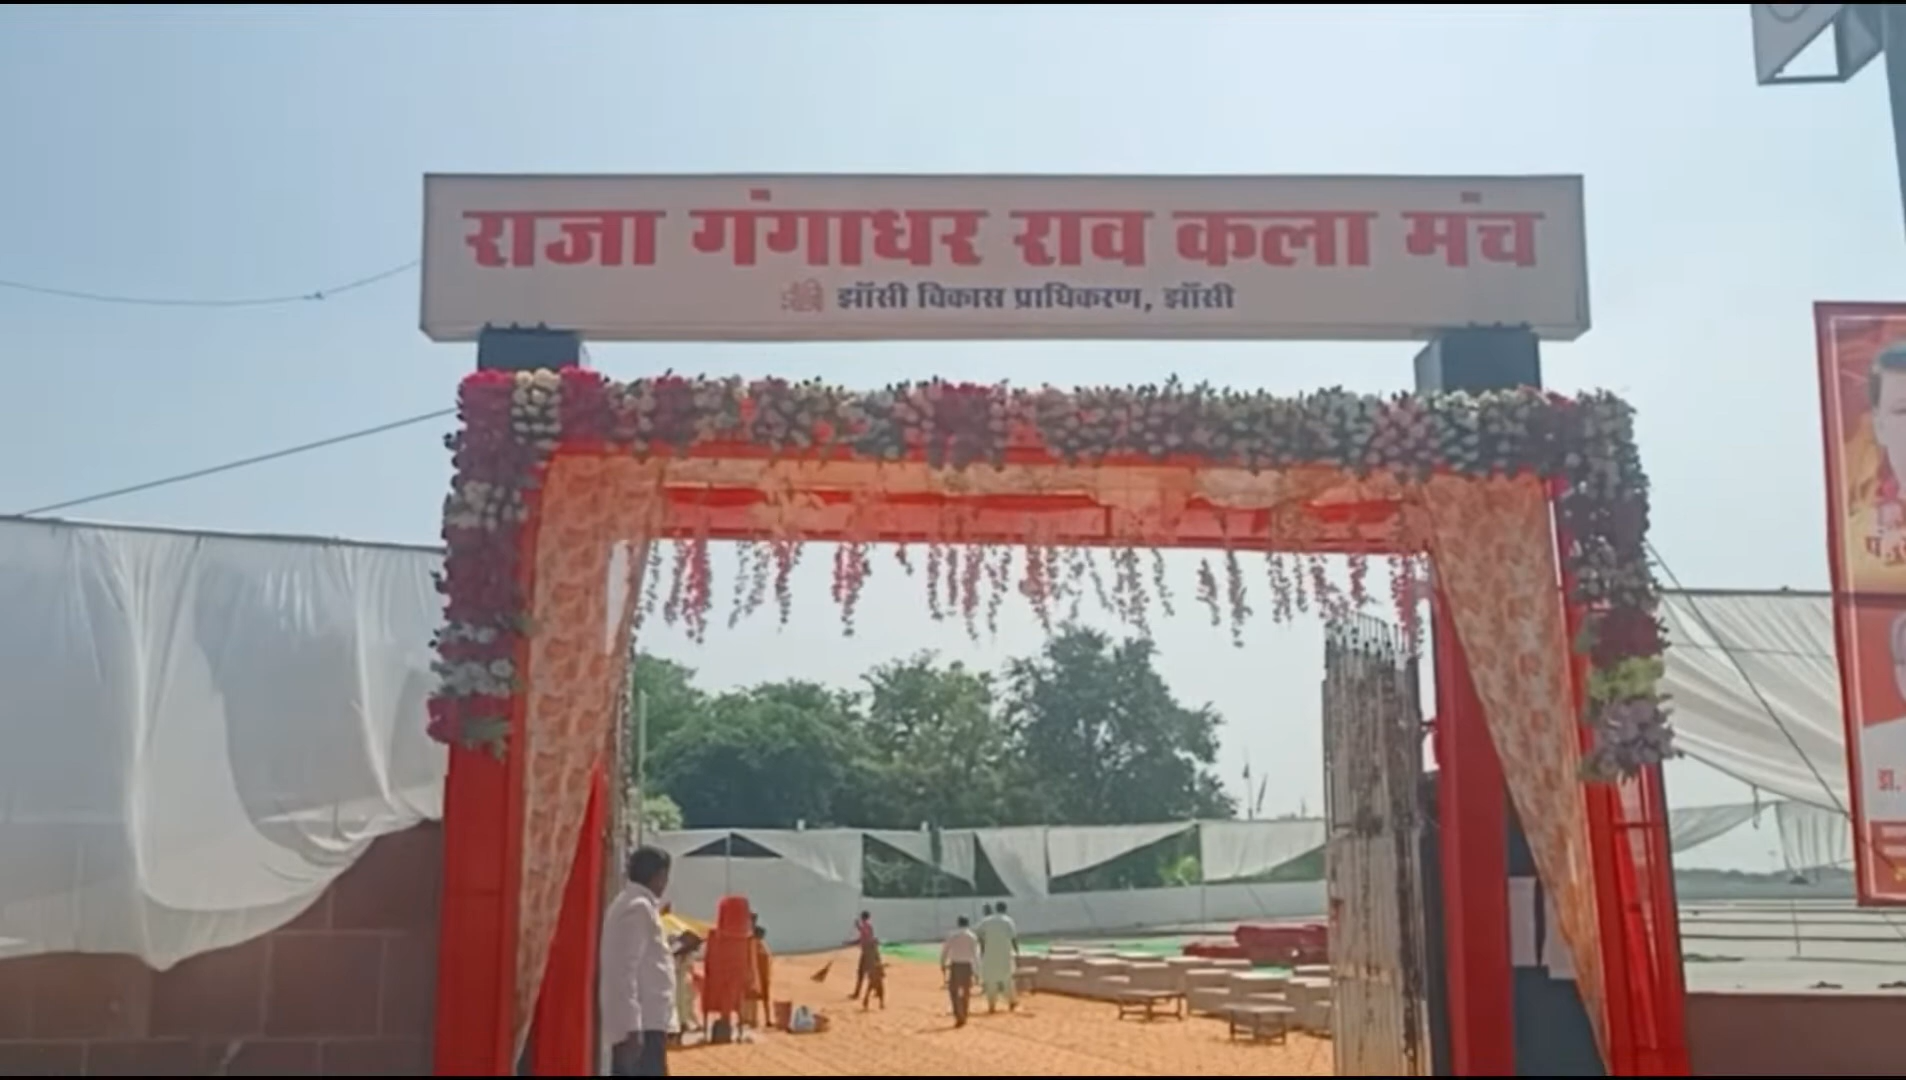 राजा गंगाधर राव कला मंच
झाँसी विकास प्राधिकरण, झाँसी
डा.